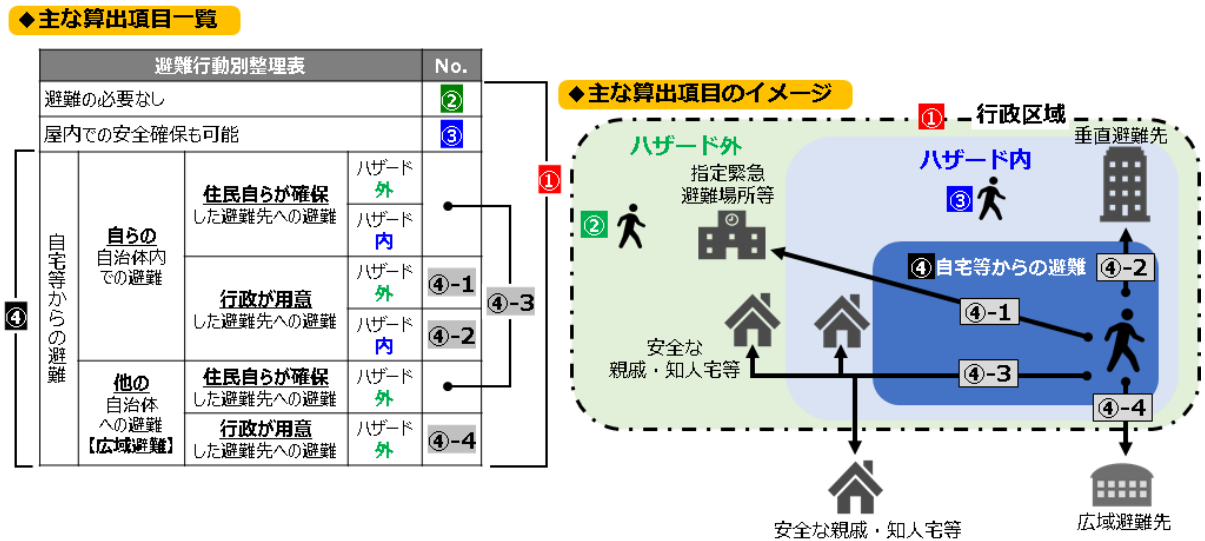 ◆主な算出項目一覧
避難行動別整理表 No.
避難の必要なし ②
屋内での安全確保も可能 ③
①
④
自宅等からの避難
自らの
自治体内
での避難
住民自らが確保
した避難先への避難
ハザード
外
ハザード
内
行政が用意
した避難先への避難
ハザード
外
④-1
ハザード
内
④-2
④-3
他の
自治体
への避難
【広域避難】
住民自らが確保
した避難先への避難
ハザード
外
行政が用意
した避難先への避難
ハザード
外
④-4
◆主な算出項目のイメージ
① 行政区域
ハザード外
指定緊急
避難場所等
②
ハザード内
③
垂直避難先
④自宅等からの避難
④-2
④-1
安全な
親戚・知人宅等
④-3
④-4
安全な親戚・知人宅等
広域避難先